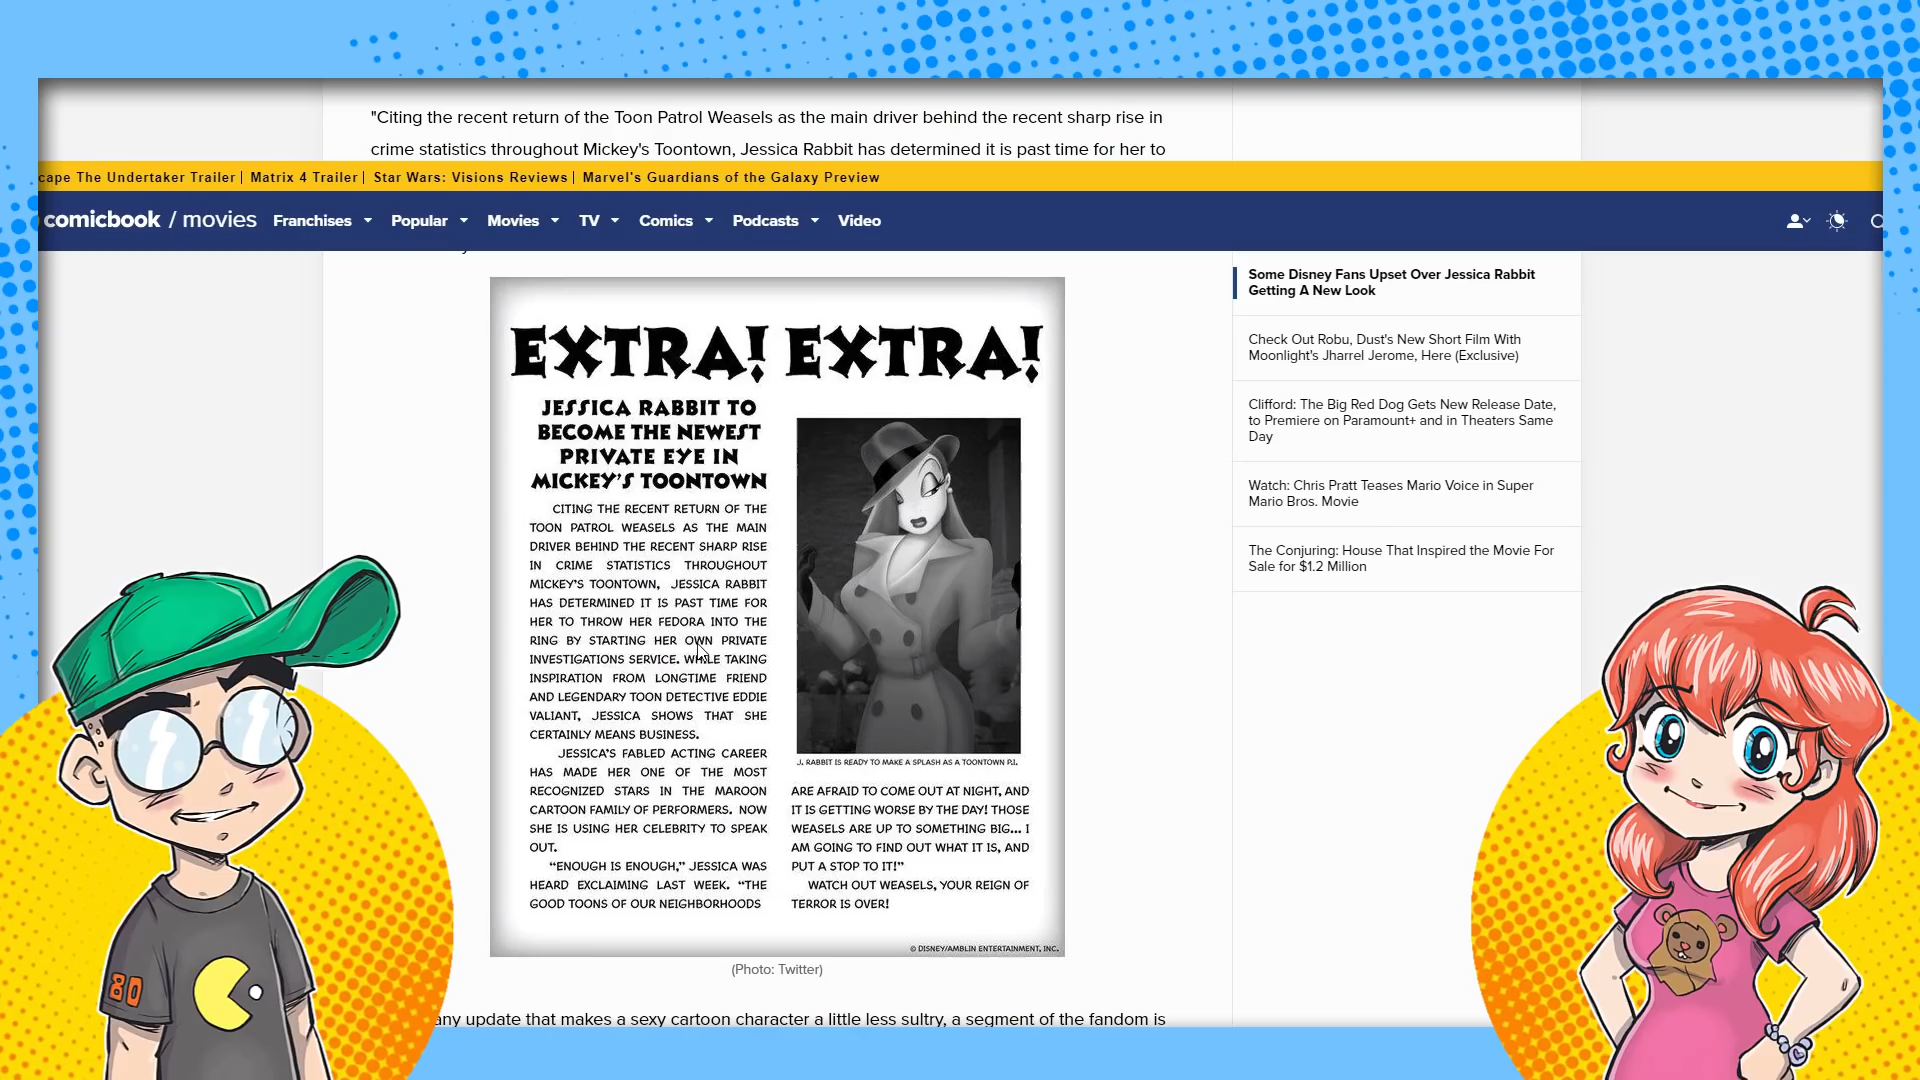 "Citing the recent return of the Toon Patrol Weasels as the main driver behind the recent sharp rise in
crime statistics throughout Mickey's Toontown, Jessica Rabbit has determined it is past time for her to
cape The Undertaker Trailer | Matrix 4 Trailer | Star Wars: Visions Reviews | Marvel's Guardians of the Galaxy Preview
comicbook / movies Franchises Popular Movies TV Comics Podcasts Video
EXTRA! EXTRA!
JESSICA RABBIT TO
BECOME THE NEWEST
PRIVATE EYE IN
MICKEY'S TOONTOWN
CITING THE RECENT RETURN OF THE
TOON PATROL WEASELS AS THE MAIN
DRIVER BEHIND THE RECENT SHARP RISE
IN CRIME STATISTICS THROUGHOUT
MICKEY'S TOONTOWN, JESSICA RABBIT
HAS DETERMINED IT IS PAST TIME FOR
HER TO THROW HER FEDORA INTO THE
RING BY STARTING HER OWN PRIVATE
INVESTIGATIONS SERVICE. WHILE TAKING
INSPIRATION FROM LONGTIME FRIEND
AND LEGENDARY TOON DETECTIVE EDDIE
VALIANT, JESSICA SHOWS THAT SHE
CERTAINLY MEANS BUSINESS.
JESSICA'S FABLED ACTING CAREER
HAS MADE HER ONE OF THE MOST
RECOGNIZED STARS IN THE MAROON
CARTOON FAMILY OF PERFORMERS. NOW
SHE IS USING HER CELEBRITY TO SPEAK
OUT.
"ENOUGH IS ENOUGH," JESSICA WAS
HEARD EXCLAIMING LAST WEEK. "THE
GOOD TOONS OF OUR NEIGHBORHOODS
J. RABBIT IS READY TO MAKE A SPLASH AS A TOONTOWN P.I.
ARE AFRAID TO COME OUT AT NIGHT, AND
IT IS GETTING WORSE BY THE DAY! THOSE
WEASELS ARE UP TO SOMETHING BIG... I
AM GOING TO FIND OUT WHAT IT IS, AND
PUT A STOP TO IT!"
WATCH OUT WEASELS, YOUR REIGN OF
TERROR IS OVER!
© DISNEY/AMBLIN ENTERTAINMENT, INC.
(Photo: Twitter)
any update that makes a sexy cartoon character a little less sultry, a segment of the fandom is
Some Disney Fans Upset Over Jessica Rabbit
Getting A New Look
Check Out Robu, Dust's New Short Film With
Moonlight's Jharrel Jerome, Here (Exclusive)
Clifford: The Big Red Dog Gets New Release Date,
to Premiere on Paramount+ and in Theaters Same
Day
Watch: Chris Pratt Teases Mario Voice in Super
Mario Bros. Movie
The Conjuring: House That Inspired the Movie For
Sale for $1.2 Million
80